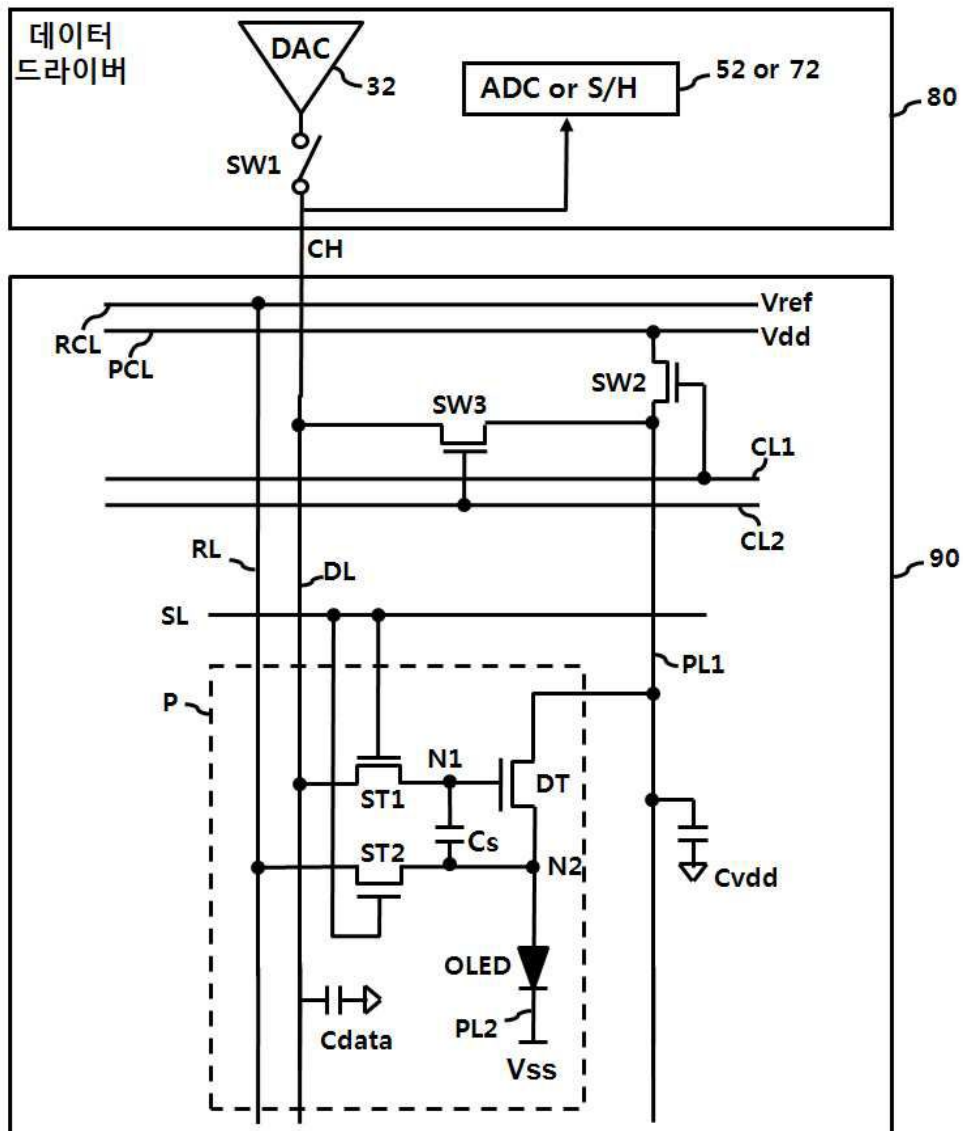 데이터
드라이버
DAC
32
ADC or S/H
52 or 72
80
SW1
CH
Vref
RCL
Vdd
PCL
SW2
SW3
CL1
CL2
RL
DL
90
SL
PL1
P
N1
DT
ST1
Cs
ST2
N2
Cvdd
OLED
PL2
Cdata
Vss